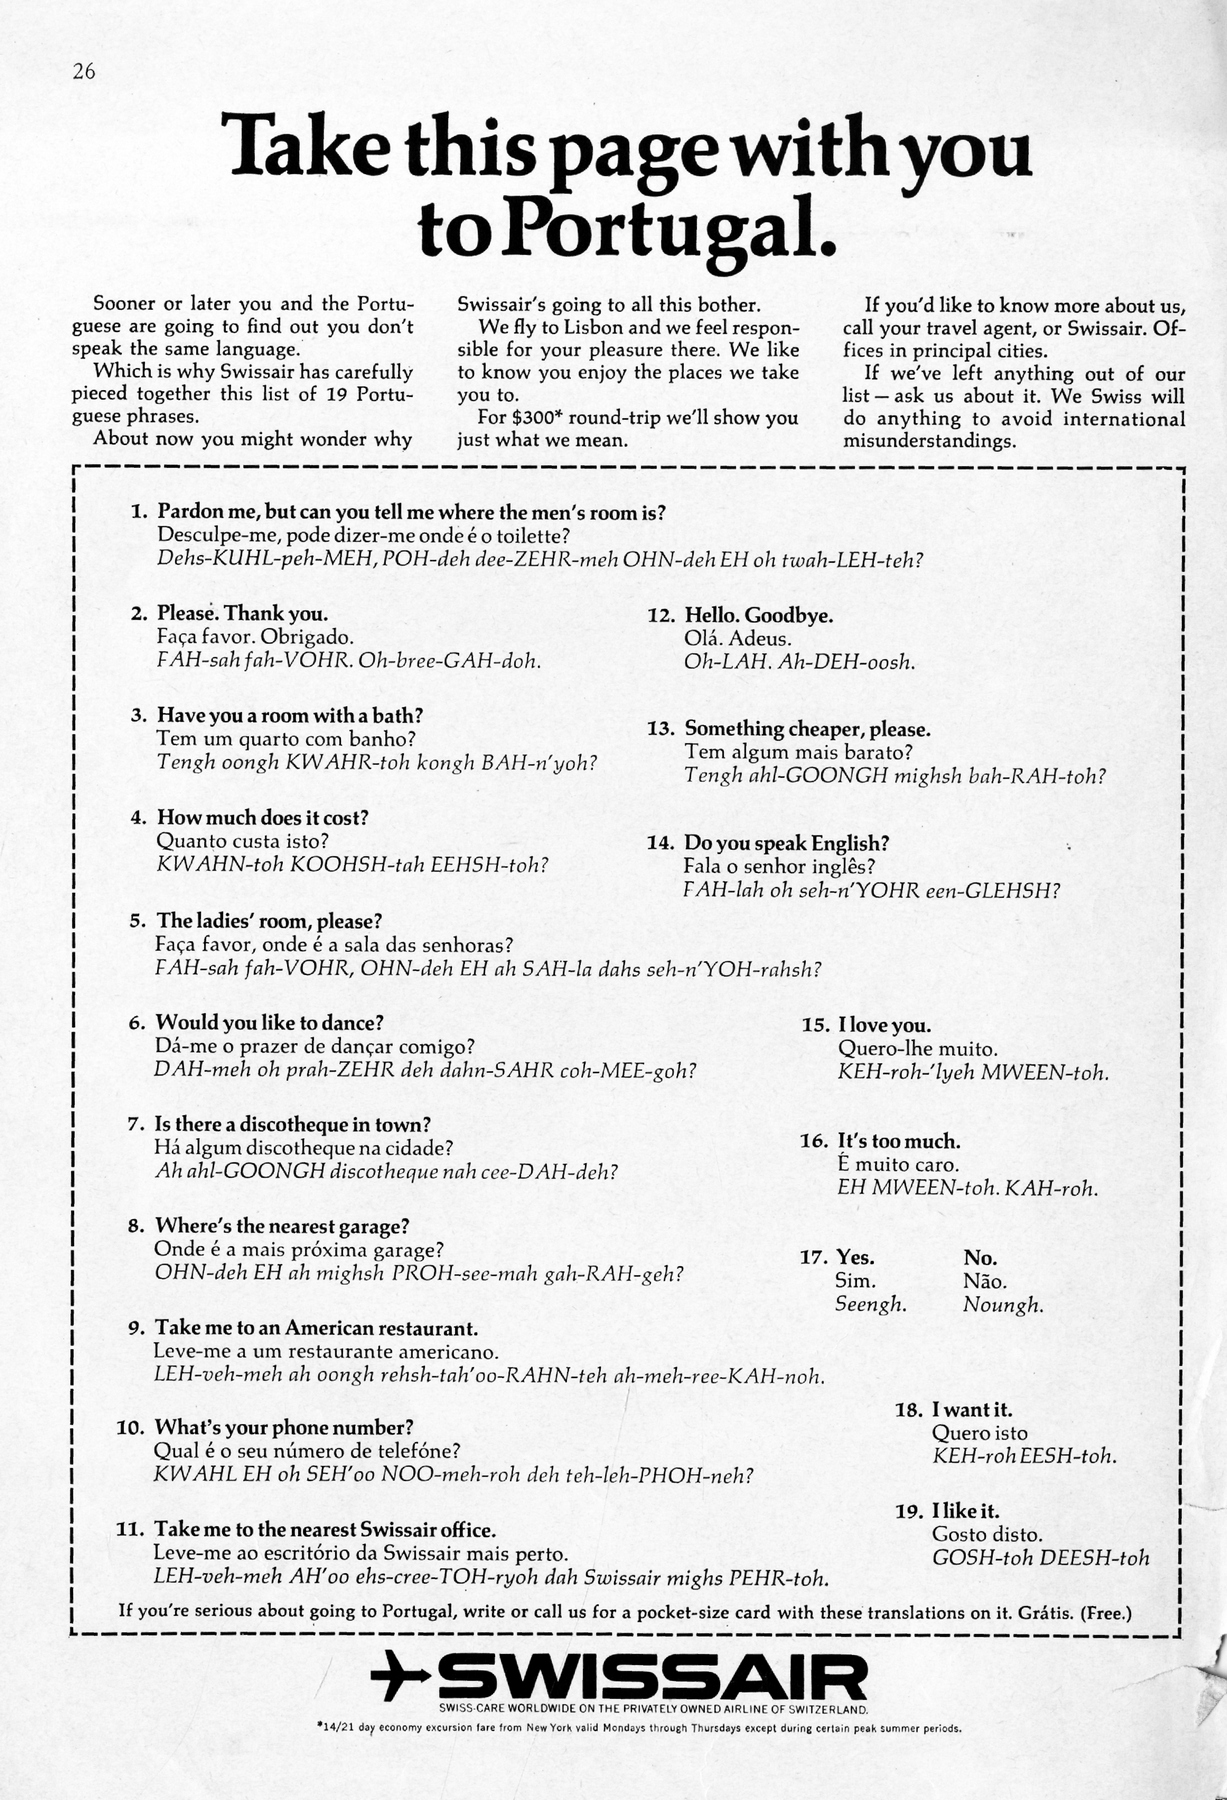 26
Take this page with you
to Portugal.
Sooner or later you and the Portu-
guese are going to find out you don't
speak the same language.
Which is why Swissair has carefully
pieced together this list of 19 Portu-
guese phrases.
About now you might wonder why
Swissair's going to all this bother.
We fly to Lisbon and we feel respon-
sible for your pleasure there. We like
to know you enjoy the places we take
you to.
For $300* round-trip we'll show you
just what we mean.
If you'd like to know more about us,
call your travel agent, or Swissair. Of-
fices in principal cities.
If we've left anything out of our
list — ask us about it. We Swiss will
do anything to avoid international
misunderstandings.
1. Pardon me, but can you tell me where the men's room is?
Desculpe-me, pode dizer-me onde é o toilette?
Dehs-KUHL-peh-MEH, POH-deh dee-ZEHR-meh OHN-deh EH oh twah-LEH-teh?
2. Please. Thank you.
Faça favor. Obrigado.
FAH-sah fah-VOHR. Oh-bree-GAH-doh.
3. Have you a room with a bath?
Tem um quarto com banho?
Tengh oongh KWAHR-toh kongh BAH-n'yoh?
4. How much does it cost?
Quanto custa isto?
KWAHN-toh KOOHSH-tah EEHSH-toh?
5. The ladies' room, please?
Faça favor, onde é a sala das senhoras?
FAH-sah fah-VOHR, OHN-deh EH ah SAH-la dahs seh-n'YOH-rahsh?
6. Would you like to dance?
Dá-me o prazer de dançar comigo?
DAH-meh oh prah-ZEHR deh dahn-SAHR coh-MEE-goh?
7. Is there a discotheque in town?
Há algum discotheque na cidade?
Ah ahl-GOONGH discotheque nah cee-DAH-deh?
8. Where's the nearest garage?
Onde é a mais próxima garage?
OHN-deh EH ah mighsh PROH-see-mah gah-RAH-geh?
9. Take me to an American restaurant.
Leve-me a um restaurante americano.
LEH-veh-meh ah oongh rehsh-tah'oo-RAHN-teh ah-meh-ree-KAH-noh.
10. What's your phone number?
Qual é o seu número de telefóne?
KWAHL EH oh SEH'oo NOO-meh-roh deh teh-leh-PHOH-neh?
11. Take me to the nearest Swissair office.
Leve-me ao escritório da Swissair mais perto.
LEH-veh-meh AH'oo ehs-cree-TOH-ryoh dah Swissair mighs PEHR-toh.
12. Hello. Goodbye.
Olá. Adeus.
Oh-LAH. Ah-DEH-oosh.
13. Something cheaper, please.
Tem algum mais barato?
Tengh ahl-GOONGH mighsh bah-RAH-toh?
14. Do you speak English?
Fala o senhor inglês?
FAH-lah oh seh-n'YOHR een-GLEHSH?
15. I love you.
Quero-lhe muito.
KEH-roh-'lyeh MWEEN-toh.
16. It's too much.
É muito caro.
EH MWEEN-toh. KAH-roh.
17. Yes. No.
Sim. Não.
Seengh. Noungh.
18. I want it.
Quero isto
KEH-roh EESH-toh.
19. I like it.
Gosto disto.
GOSH-toh DEESH-toh
If you're serious about going to Portugal, write or call us for a pocket-size card with these translations on it. Grátis. (Free.)
SWISSAIR
SWISS-CARE WORLDWIDE ON THE PRIVATELY OWNED AIRLINE OF SWITZERLAND.
*14/21 day economy excursion fare from New York valid Mondays through Thursdays except during certain peak summer periods.